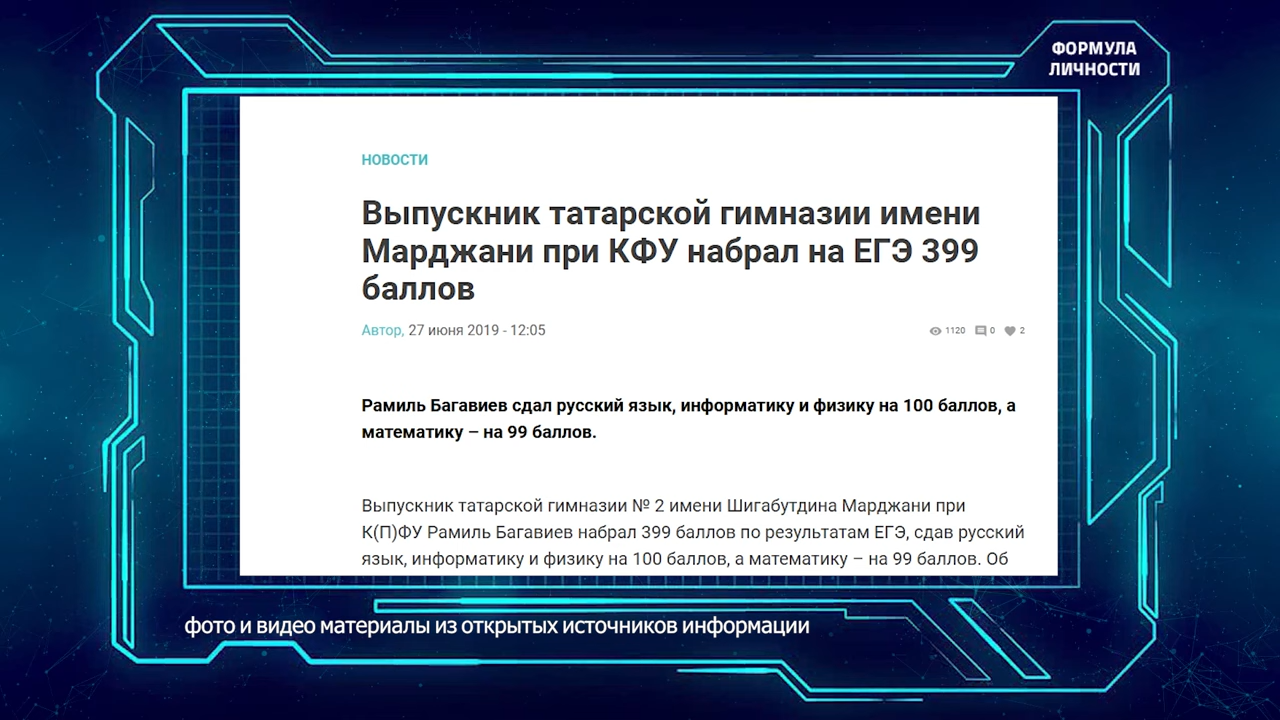 ФОРМУЛА
ЛИЧНОСТИ
НОВОСТИ
Выпускник татарской гимназии имени
Марджани при КФУ набрал на ЕГЭ 399
баллов
Автор, 27 июня 2019 - 12:05
1120 0 2
Рамиль Багавиев сдал русский язык, информатику и физику на 100 баллов, а
математику – на 99 баллов.
Выпускник татарской гимназии № 2 имени Шигабутдина Марджани при
К(П)ФУ Рамиль Багавиев набрал 399 баллов по результатам ЕГЭ, сдав русский
язык, информатику и физику на 100 баллов, а математику – на 99 баллов. Об
фото и видео материалы из открытых источников информации